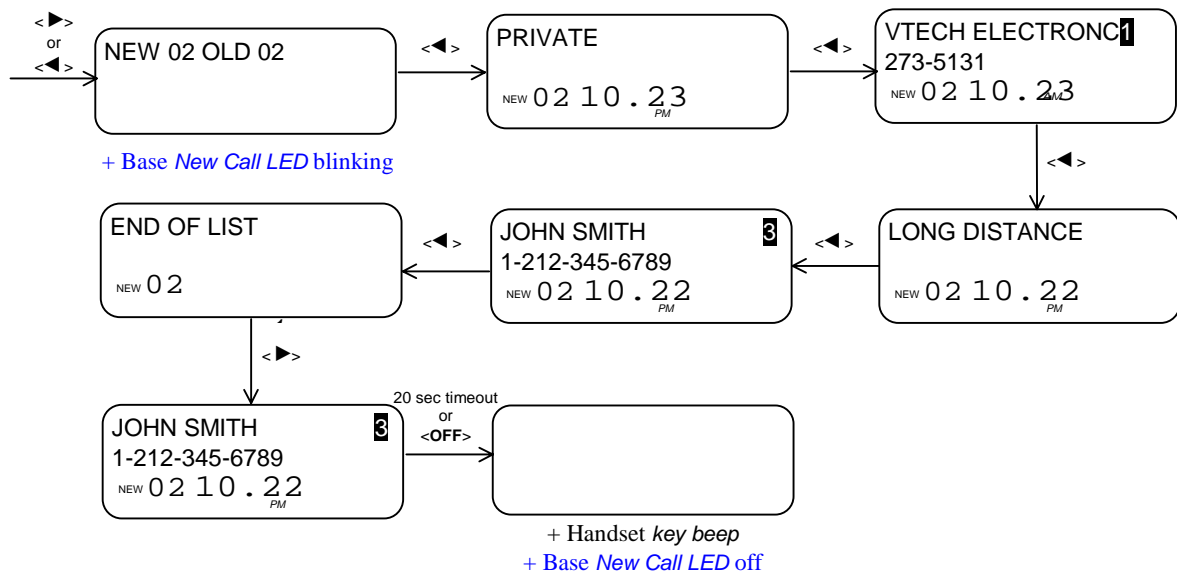 < ▶ >
or
< ◀ >
NEW 02 OLD 02
+ Base New Call LED blinking
< ◀ >
PRIVATE
NEW 02 10.23
PM
< ◀ >
VTECH ELECTRONC 1
273-5131
NEW 02 10.23
AM
< ◀ >
LONG DISTANCE
NEW 02 10.22
PM
< ◀ >
JOHN SMITH 3
1-212-345-6789
NEW 02 10.22
PM
< ◀ >
END OF LIST
NEW 02
< ▶ >
JOHN SMITH 3
1-212-345-6789
NEW 02 10.22
PM
20 sec timeout
or
<OFF>
+ Handset key beep
+ Base New Call LED off